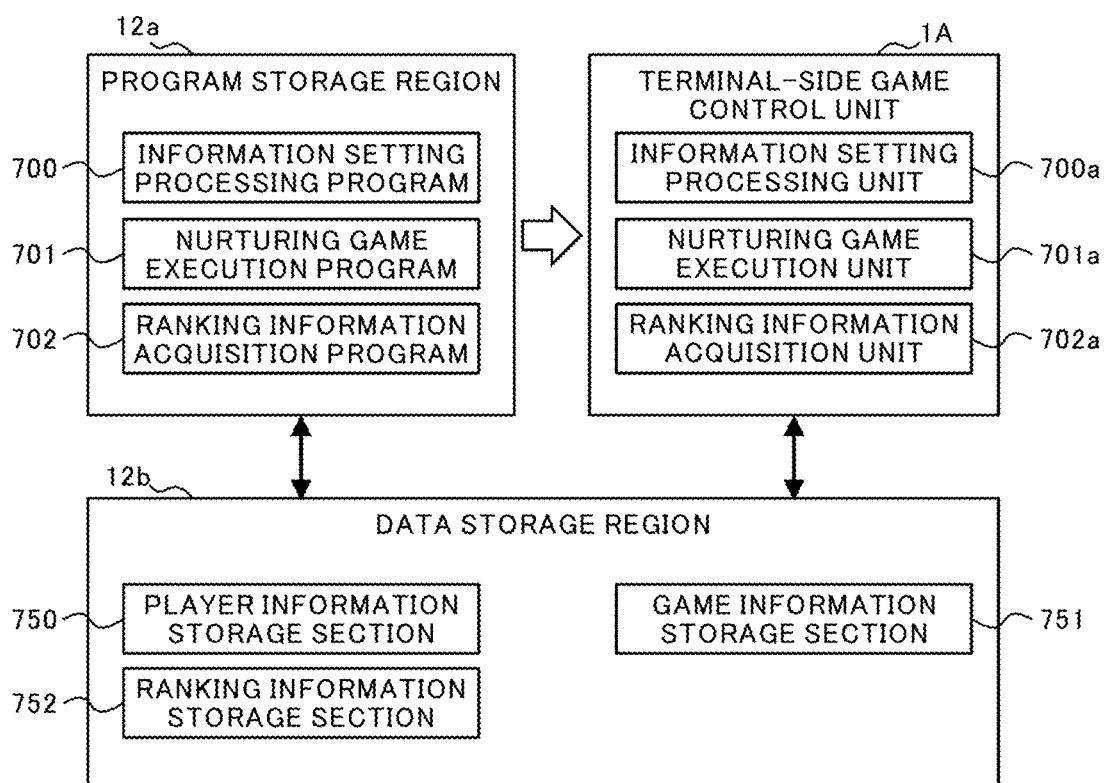 12a
PROGRAM STORAGE REGION
700
INFORMATION SETTING
PROCESSING PROGRAM
701
NURTURING GAME
EXECUTION PROGRAM
702
RANKING INFORMATION
ACQUISITION PROGRAM
1A
TERMINAL-SIDE GAME
CONTROL UNIT
INFORMATION SETTING
PROCESSING UNIT
700a
NURTURING GAME
EXECUTION UNIT
701a
RANKING INFORMATION
ACQUISITION UNIT
702a
12b
DATA STORAGE REGION
750
PLAYER INFORMATION
STORAGE SECTION
GAME INFORMATION
STORAGE SECTION
751
752
RANKING INFORMATION
STORAGE SECTION